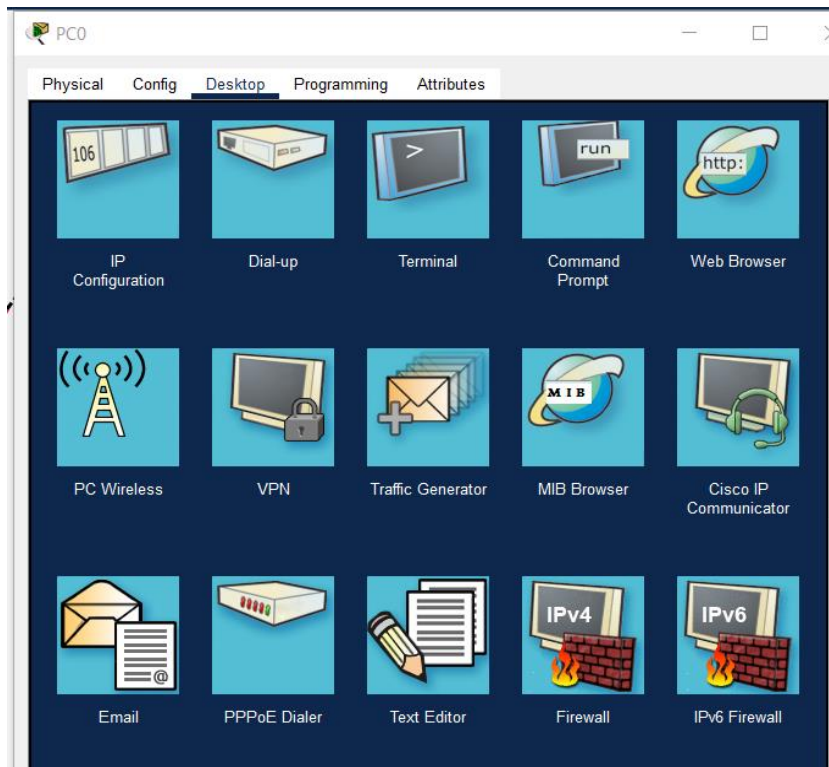 PC0
Physical Config Desktop Programming Attributes
106
>
run
http:
IP
Configuration
Dial-up
Terminal
Command
Prompt
Web Browser
MIB
PC Wireless
VPN
Traffic Generator
MIB Browser
Cisco IP
Communicator
@
IPv4
IPv6
Email
PPPoE Dialer
Text Editor
Firewall
IPv6 Firewall